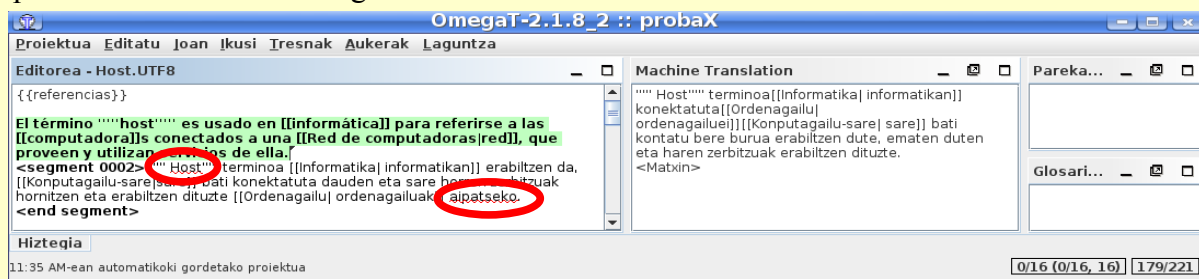 OmegaT-2.1.8_2 :: probaX
Proiektua Editatu Joan Ikusi Tresnak Aukerak Laguntza
Editorea - Host.UTF8
{{referencias}}
El término '''''host''''' es usado en [[informática]] para referirse a las
[[computadora]]s conectados a una [[Red de computadoras|red]], que
proveen y utilizan servicios de ella.
<segment 0002> ''''' Host''''' terminoa [[Informatika| informatikan]] erabiltzen da,
[[Konputagailu-sare|sare]] bati konektatuta dauden eta sare horren zerbitzuak
hornitzen eta erabiltzen dituzte [[Ordenagailu| ordenagailuak]] aipatseko.
<end segment>
Machine Translation
''''' Host''''' terminoa[[Informatika| informatikan]]
konektatuta[[Ordenagailu|
ordenagailuei]][[Konputagailu-sare| sare]] bati
kontatu bere burua erabiltzen dute, ematen duten
eta haren zerbitzuak erabiltzen dituzte.
<Matxin>
Pareka...
Glosari...
Hiztegia
11:35 AM-ean automatikoki gordetako proiektua
0/16 (0/16, 16) 179/221